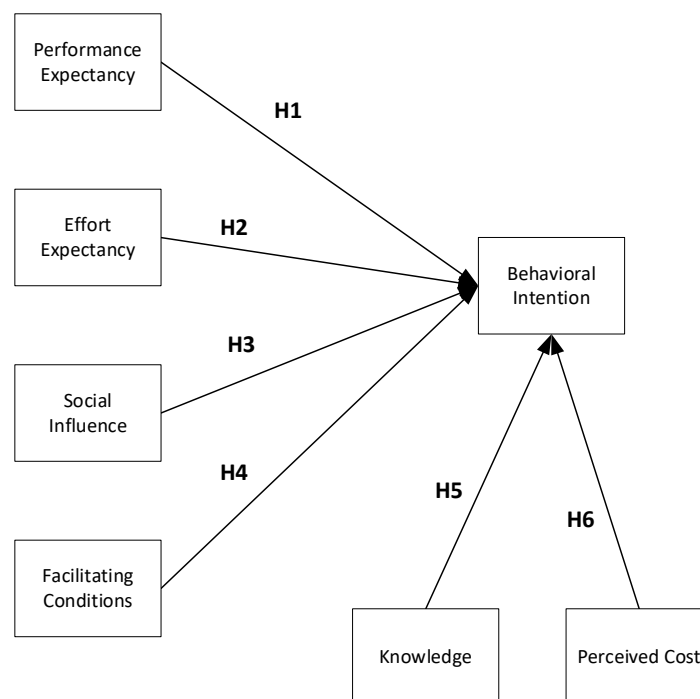 Performance
Expectancy
H1
Effort
Expectancy
H2
Behavioral
Intention
H3
Social
Influence
H4
H5
H6
Facilitating
Conditions
Knowledge
Perceived Cost